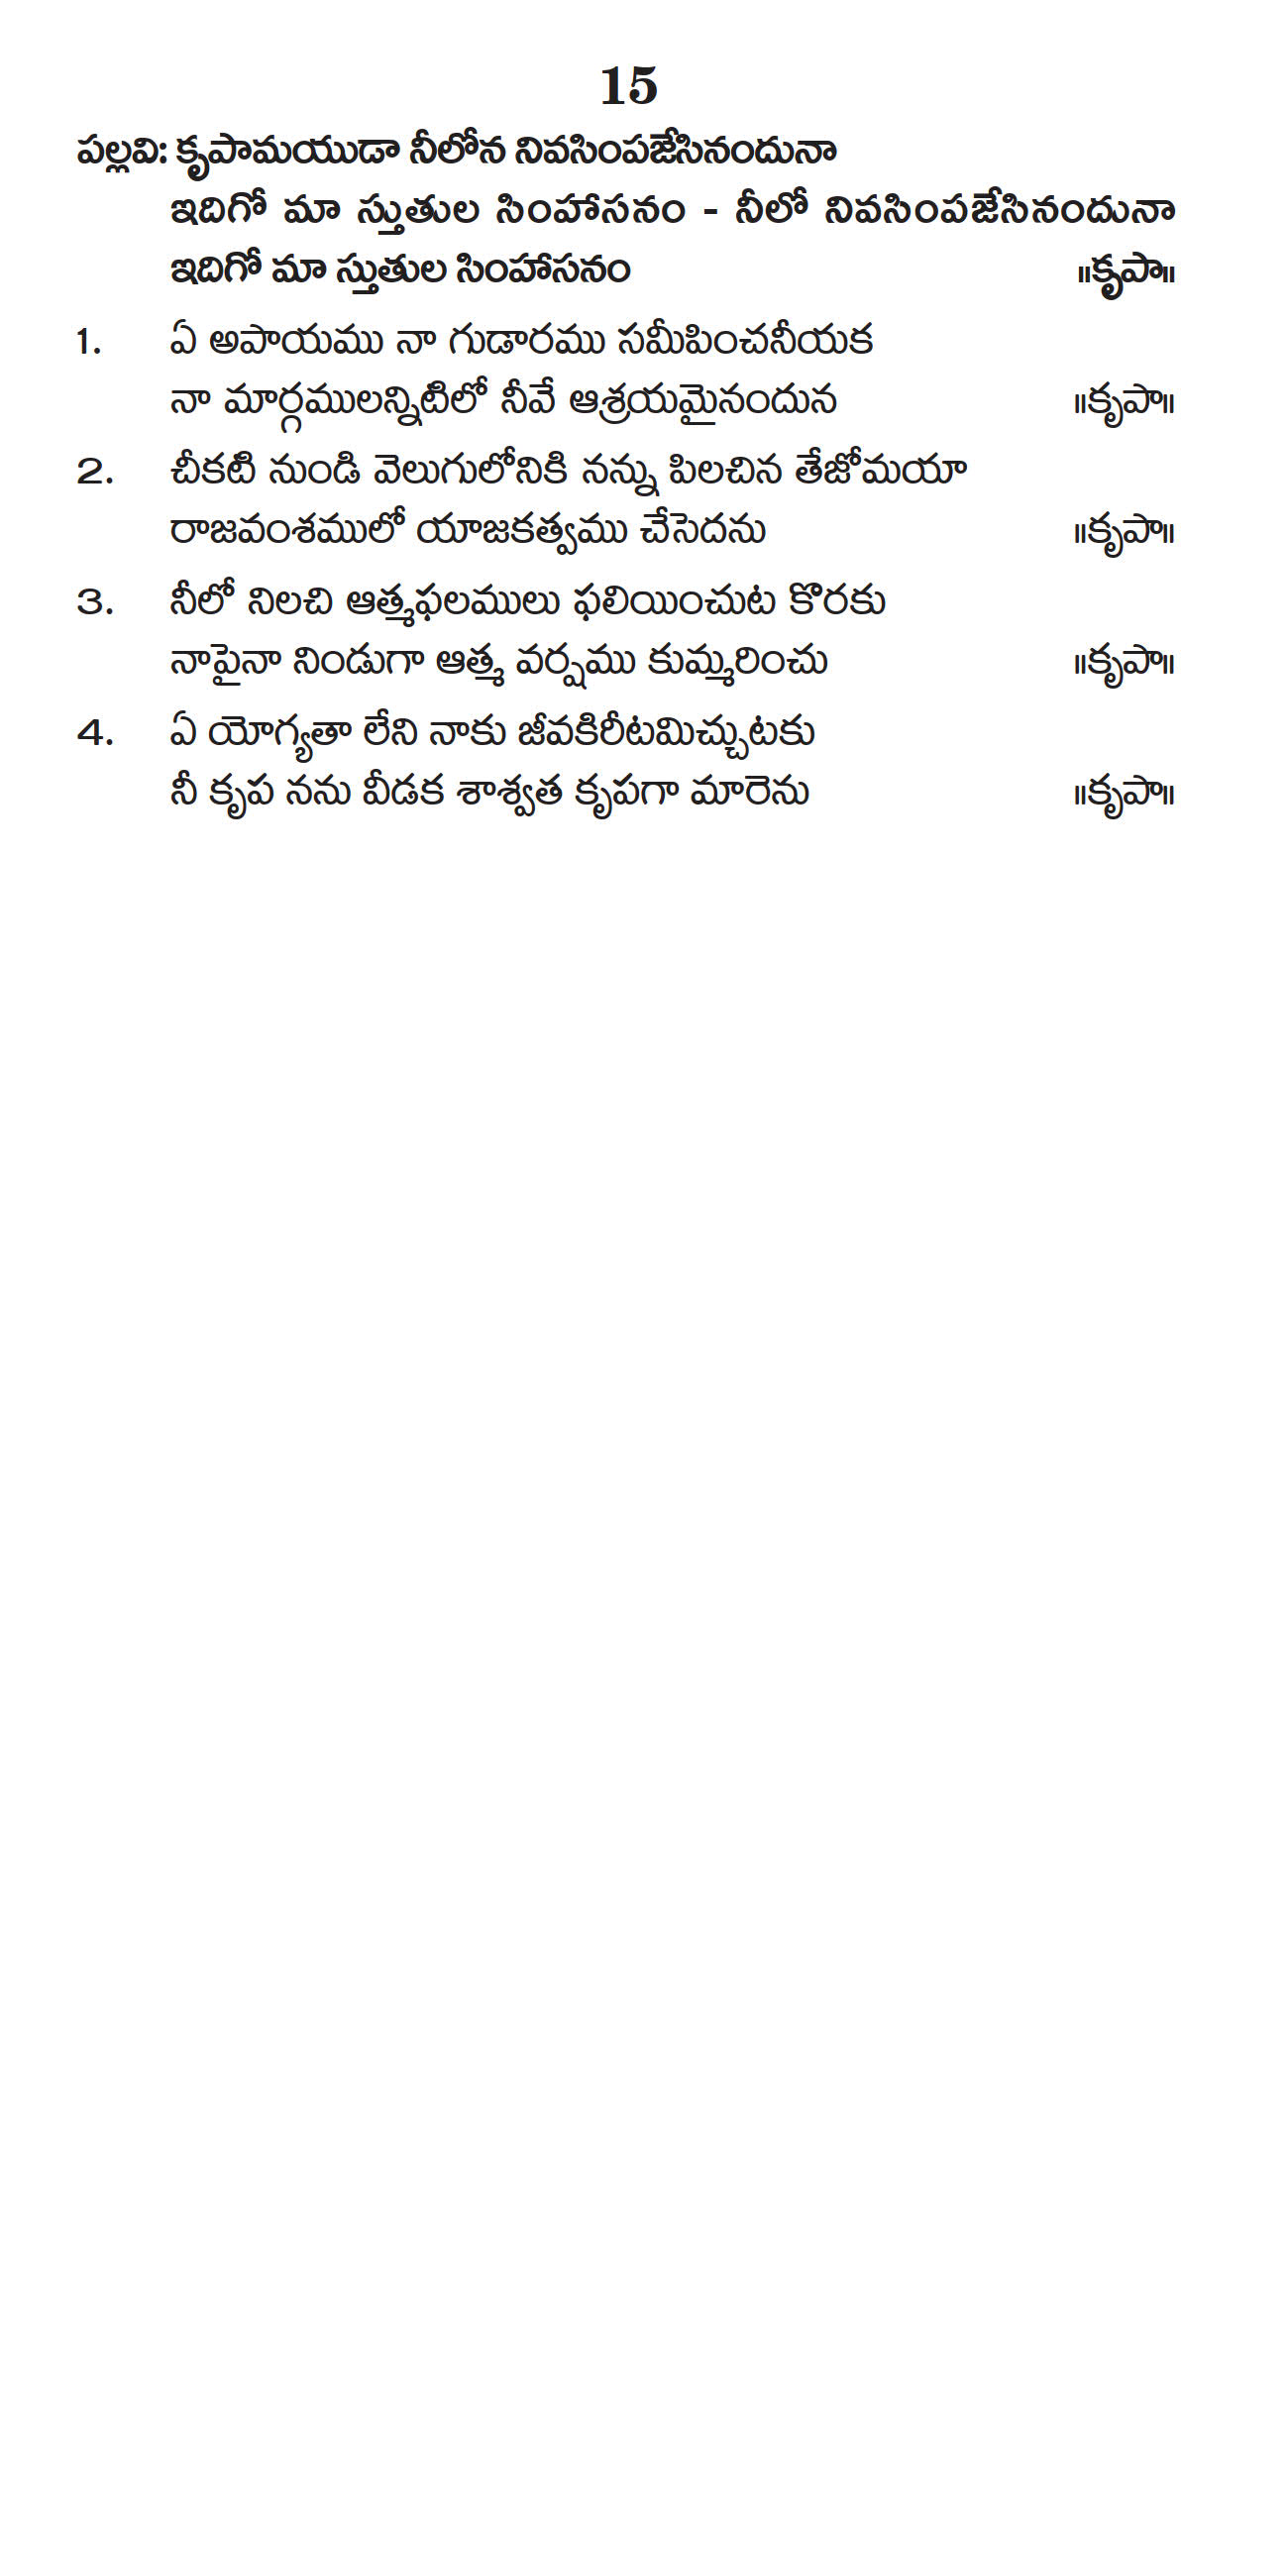 15
పల్లవి: కృపామయుడా నీలోన నివసింపజేసినందునా
ఇదిగో మా స్తుతుల సింహాసనం - నీలో నివసింపజేసినందునా
ఇదిగో మా స్తుతుల సింహాసనం ॥కృపా॥
1. ఏ అపాయము నా గుడారము సమీపించనీయక
నా మార్గములన్నిటిలో నీవే ఆశ్రయమైనందున ॥కృపా॥
2. చీకటి నుండి వెలుగులోనికి నన్ను పిలచిన తేజోమయా
రాజవంశములో యాజకత్వము చేసెదను ॥కృపా॥
3. నీలో నిలచి ఆత్మఫలములు ఫలియించుట కొరకు
నాపైనా నిండుగా ఆత్మ వర్షము కుమ్మరించు ॥కృపా॥
4. ఏ యోగ్యతా లేని నాకు జీవకిరీటమిచ్చుటకు
నీ కృప నను వీడక శాశ్వత కృపగా మారెను ॥కృపా॥